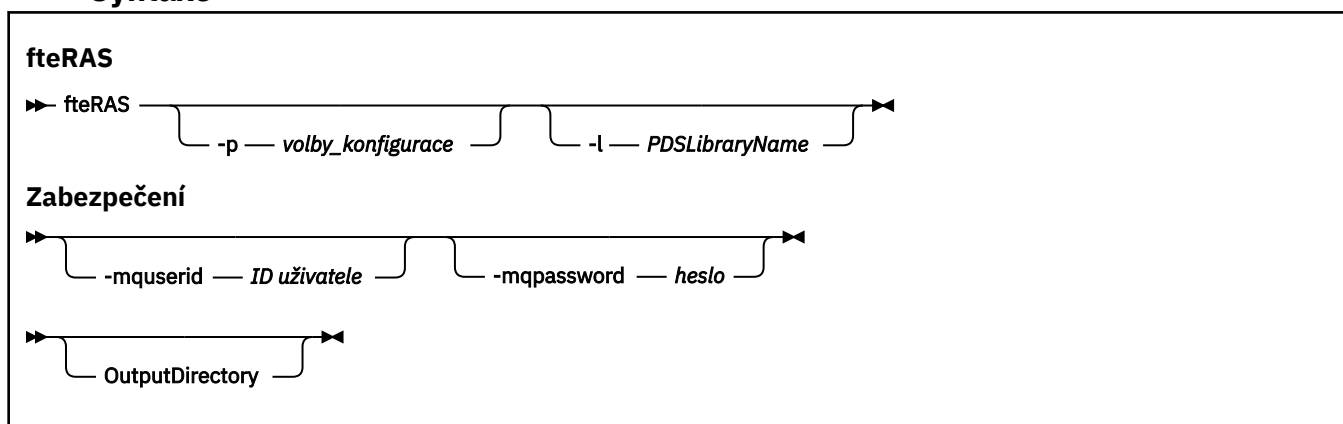 Syntaxe
fteRAS
fteRAS
-p volby_konfigurace -l PDSLibraryName
Zabezpečení
-mquserid ID uživatele -mqpassword heslo
OutputDirectory